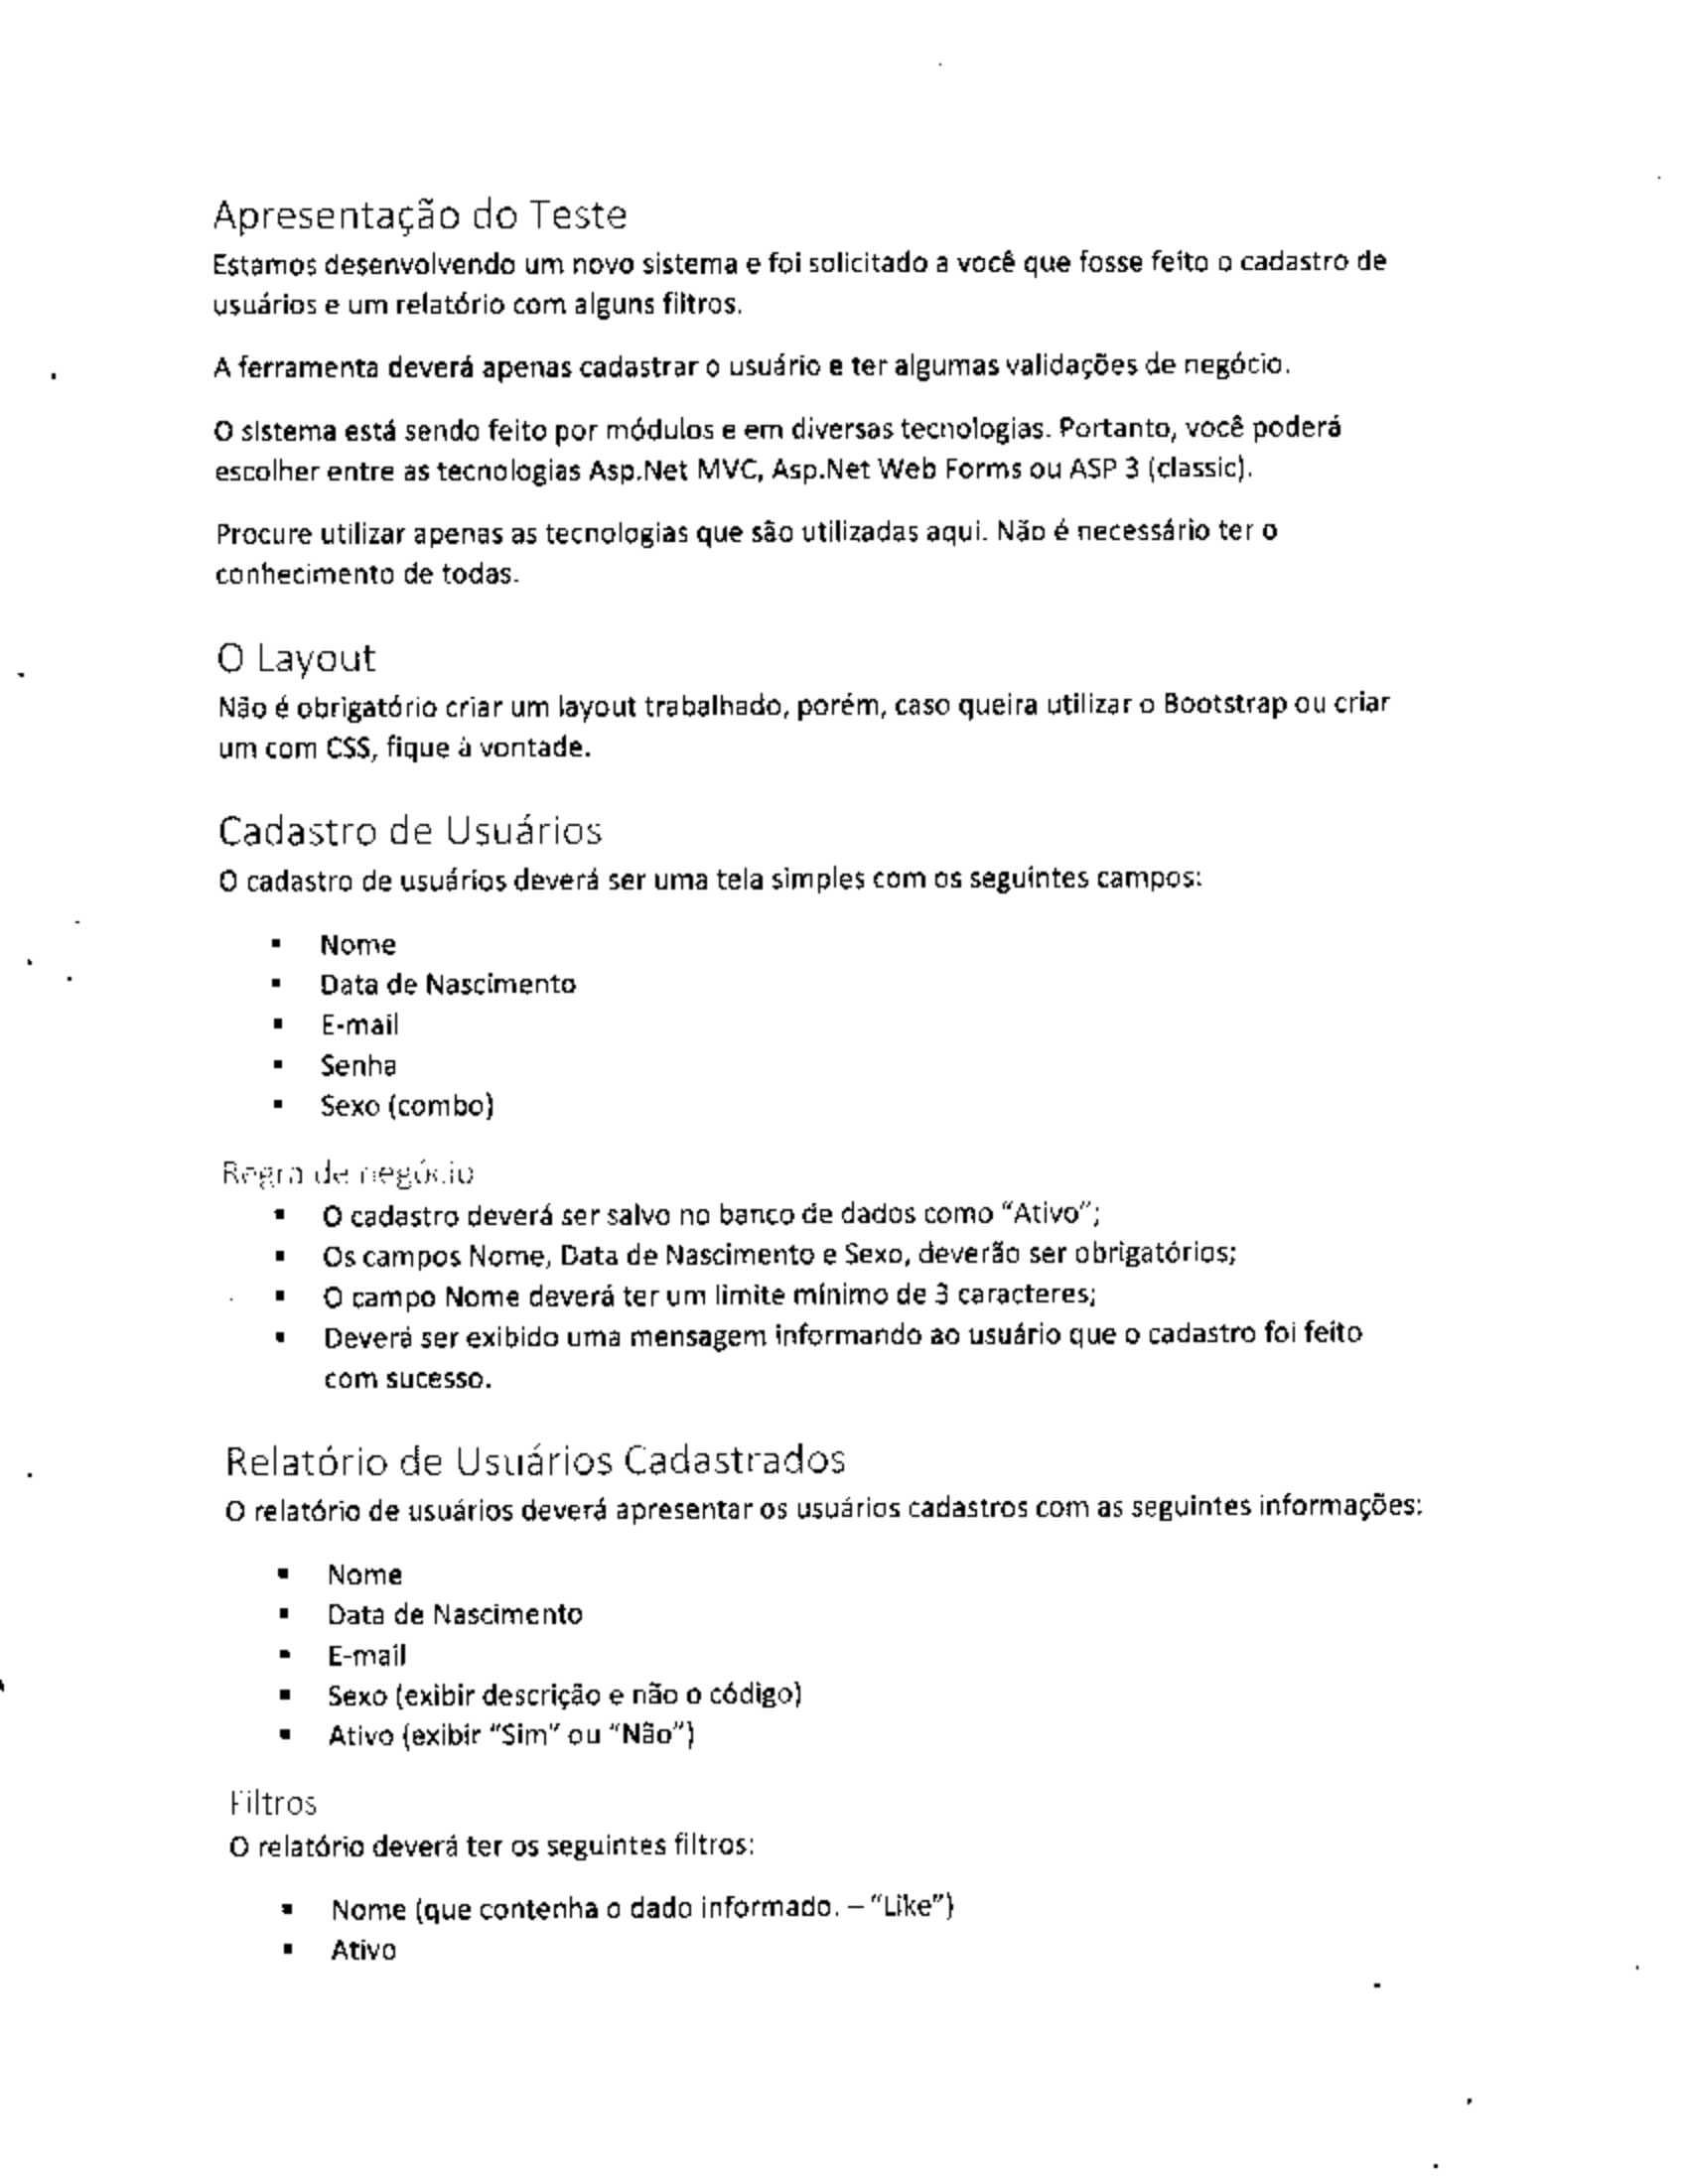 Apresentação do Teste
Estamos desenvolvendo um novo sistema e foi solicitado a você que fosse feito o cadastro de
usuários e um relatório com alguns filtros.
A ferramenta deverá apenas cadastrar o usuário e ter algumas validações de negócio.
O sistema está sendo feito por módulos e em diversas tecnologias. Portanto, você poderá
escolher entre as tecnologias Asp.Net MVC, Asp.Net Web Forms ou ASP 3 (classic).
Procure utilizar apenas as tecnologias que são utilizadas aqui. Não é necessário ter o
conhecimento de todas.
O Layout
Não é obrigatório criar um layout trabalhado, porém, caso queira utilizar o Bootstrap ou criar
um com CSS, fique à vontade.
Cadastro de Usuários
O cadastro de usuários deverá ser uma tela simples com os seguintes campos:
▪ Nome
▪ Data de Nascimento
▪ E-mail
▪ Senha
▪ Sexo (combo)
Regra de negócio
▪ O cadastro deverá ser salvo no banco de dados como “Ativo”;
▪ Os campos Nome, Data de Nascimento e Sexo, deverão ser obrigatórios;
▪ O campo Nome deverá ter um limite mínimo de 3 caracteres;
▪ Deverá ser exibido uma mensagem informando ao usuário que o cadastro foi feito
com sucesso.
Relatório de Usuários Cadastrados
O relatório de usuários deverá apresentar os usuários cadastros com as seguintes informações:
▪ Nome
▪ Data de Nascimento
▪ E-mail
▪ Sexo (exibir descrição e não o código)
▪ Ativo (exibir “Sim” ou “Não”)
Filtros
O relatório deverá ter os seguintes filtros:
▪ Nome (que contenha o dado informado. – “Like”)
▪ Ativo